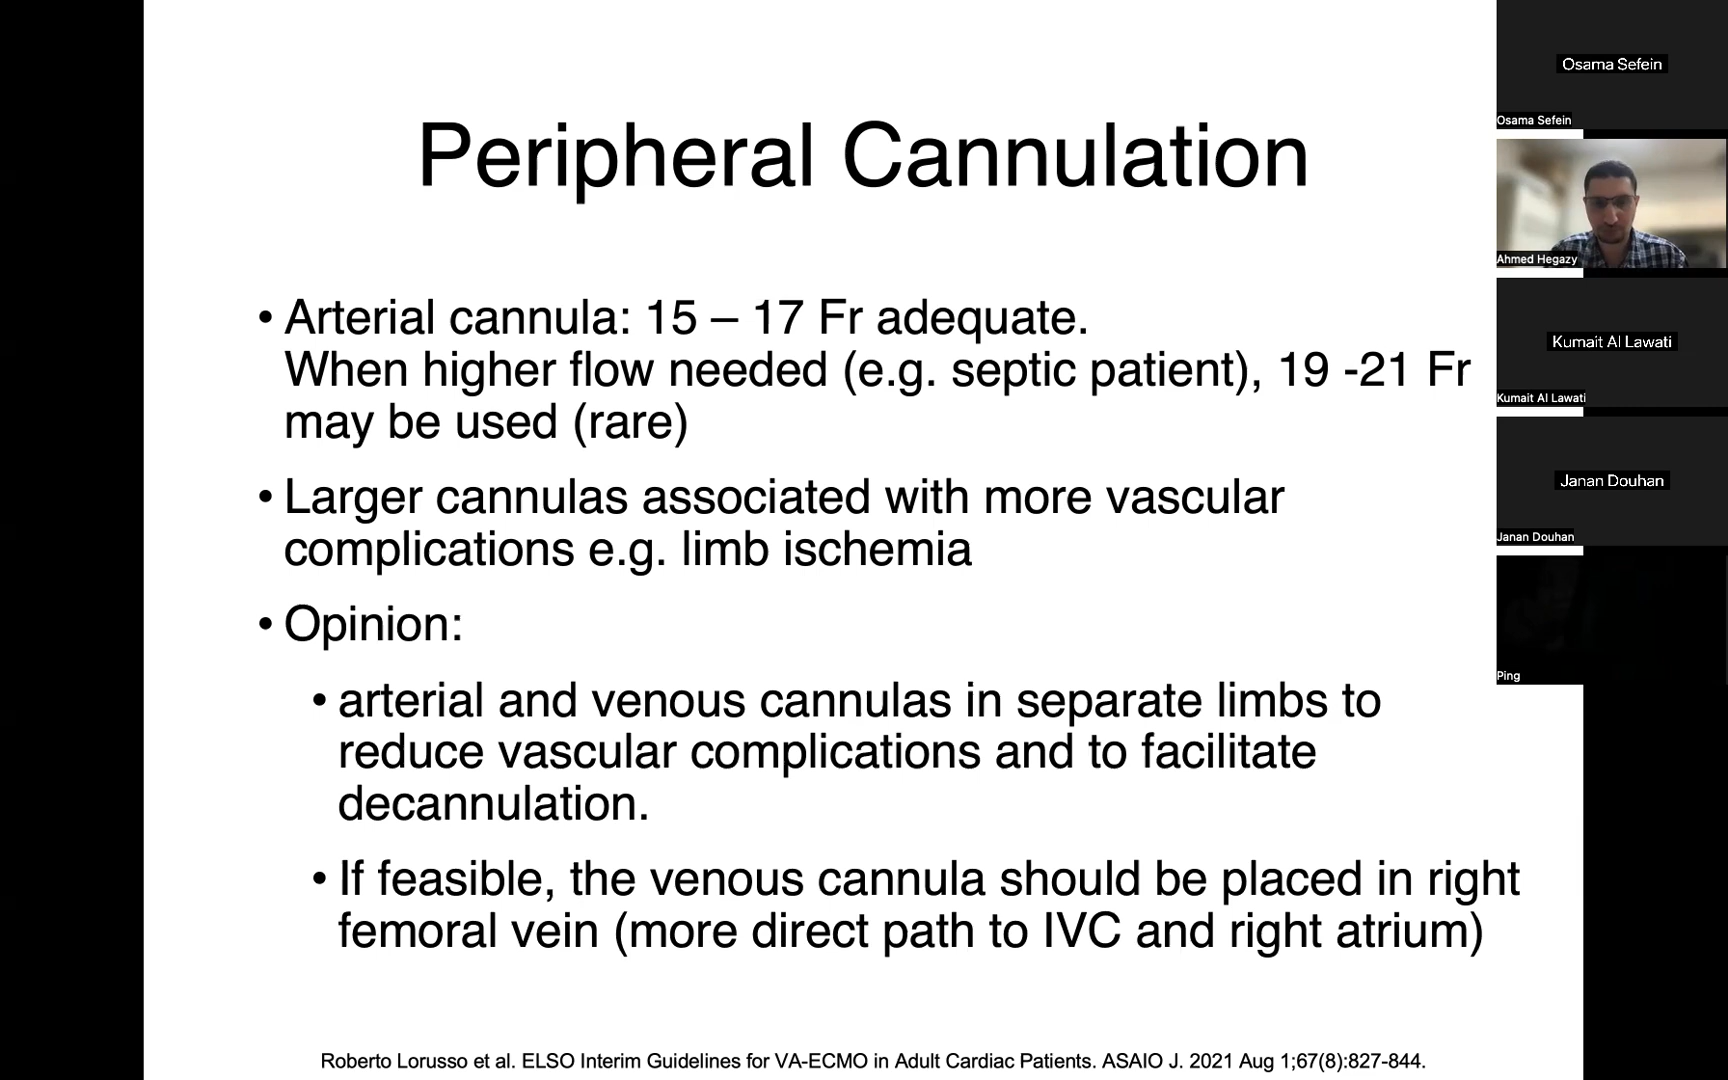 Peripheral Cannulation
• Arterial cannula: 15 – 17 Fr adequate.
When higher flow needed (e.g. septic patient), 19 -21 Fr
may be used (rare)
• Larger cannulas associated with more vascular
complications e.g. limb ischemia
• Opinion:
• arterial and venous cannulas in separate limbs to
reduce vascular complications and to facilitate
decannulation.
• If feasible, the venous cannula should be placed in right
femoral vein (more direct path to IVC and right atrium)
Roberto Lorusso et al. ELSO Interim Guidelines for VA-ECMO in Adult Cardiac Patients. ASAIO J. 2021 Aug 1;67(8):827-844.
Osama Sefein
Osama Sefein
Ahmed Hegazy
Kumait Al Lawati
Kumait Al Lawati
Janan Douhan
Janan Douhan
Ping